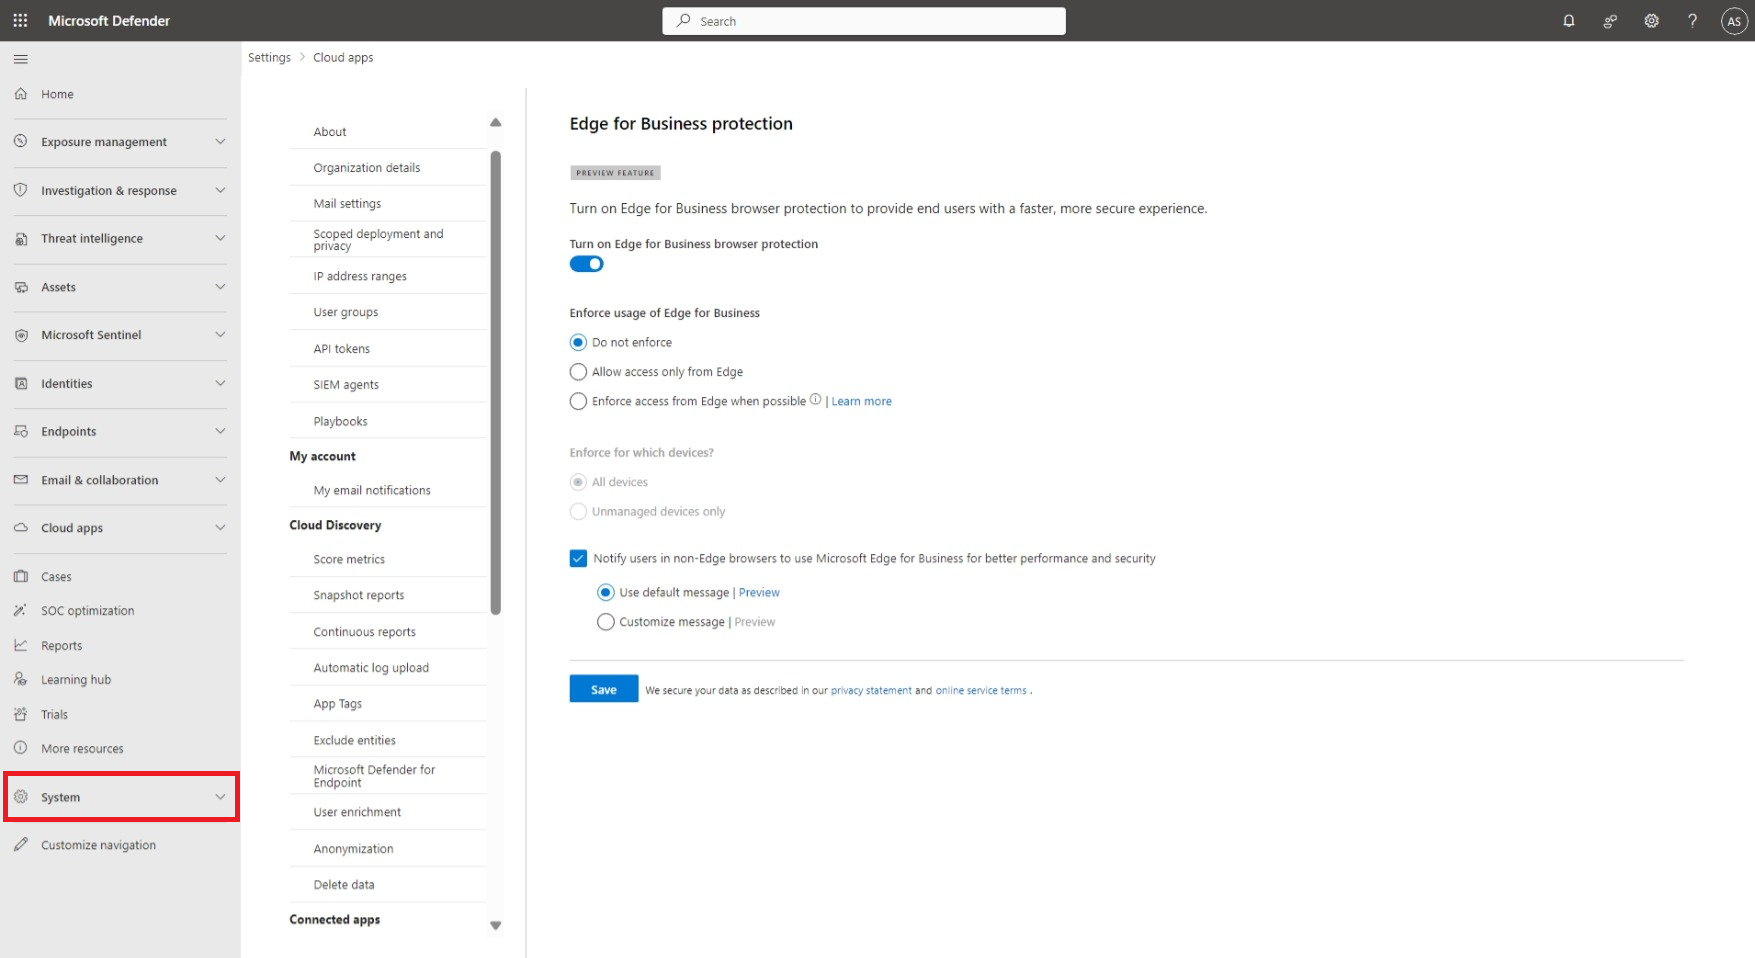 Microsoft Defender
Search
AS
Settings > Cloud apps
Home
Exposure management
Investigation & response
Threat intelligence
Assets
Microsoft Sentinel
Identities
Endpoints
Email & collaboration
Cloud apps
Cases
SOC optimization
Reports
Learning hub
Trials
More resources
System
Customize navigation
About
Organization details
Mail settings
Scoped deployment and
privacy
IP address ranges
User groups
API tokens
SIEM agents
Playbooks
My account
My email notifications
Cloud Discovery
Score metrics
Snapshot reports
Continuous reports
Automatic log upload
App Tags
Exclude entities
Microsoft Defender for
Endpoint
User enrichment
Anonymization
Delete data
Connected apps
Edge for Business protection
PREVIEW FEATURE
Turn on Edge for Business browser protection to provide end users with a faster, more secure experience.
Turn on Edge for Business browser protection
Enforce usage of Edge for Business
Do not enforce
Allow access only from Edge
Enforce access from Edge when possible | Learn more
Enforce for which devices?
All devices
Unmanaged devices only
Notify users in non-Edge browsers to use Microsoft Edge for Business for better performance and security
Use default message | Preview
Customize message | Preview
Save We secure your data as described in our privacy statement and online service terms .